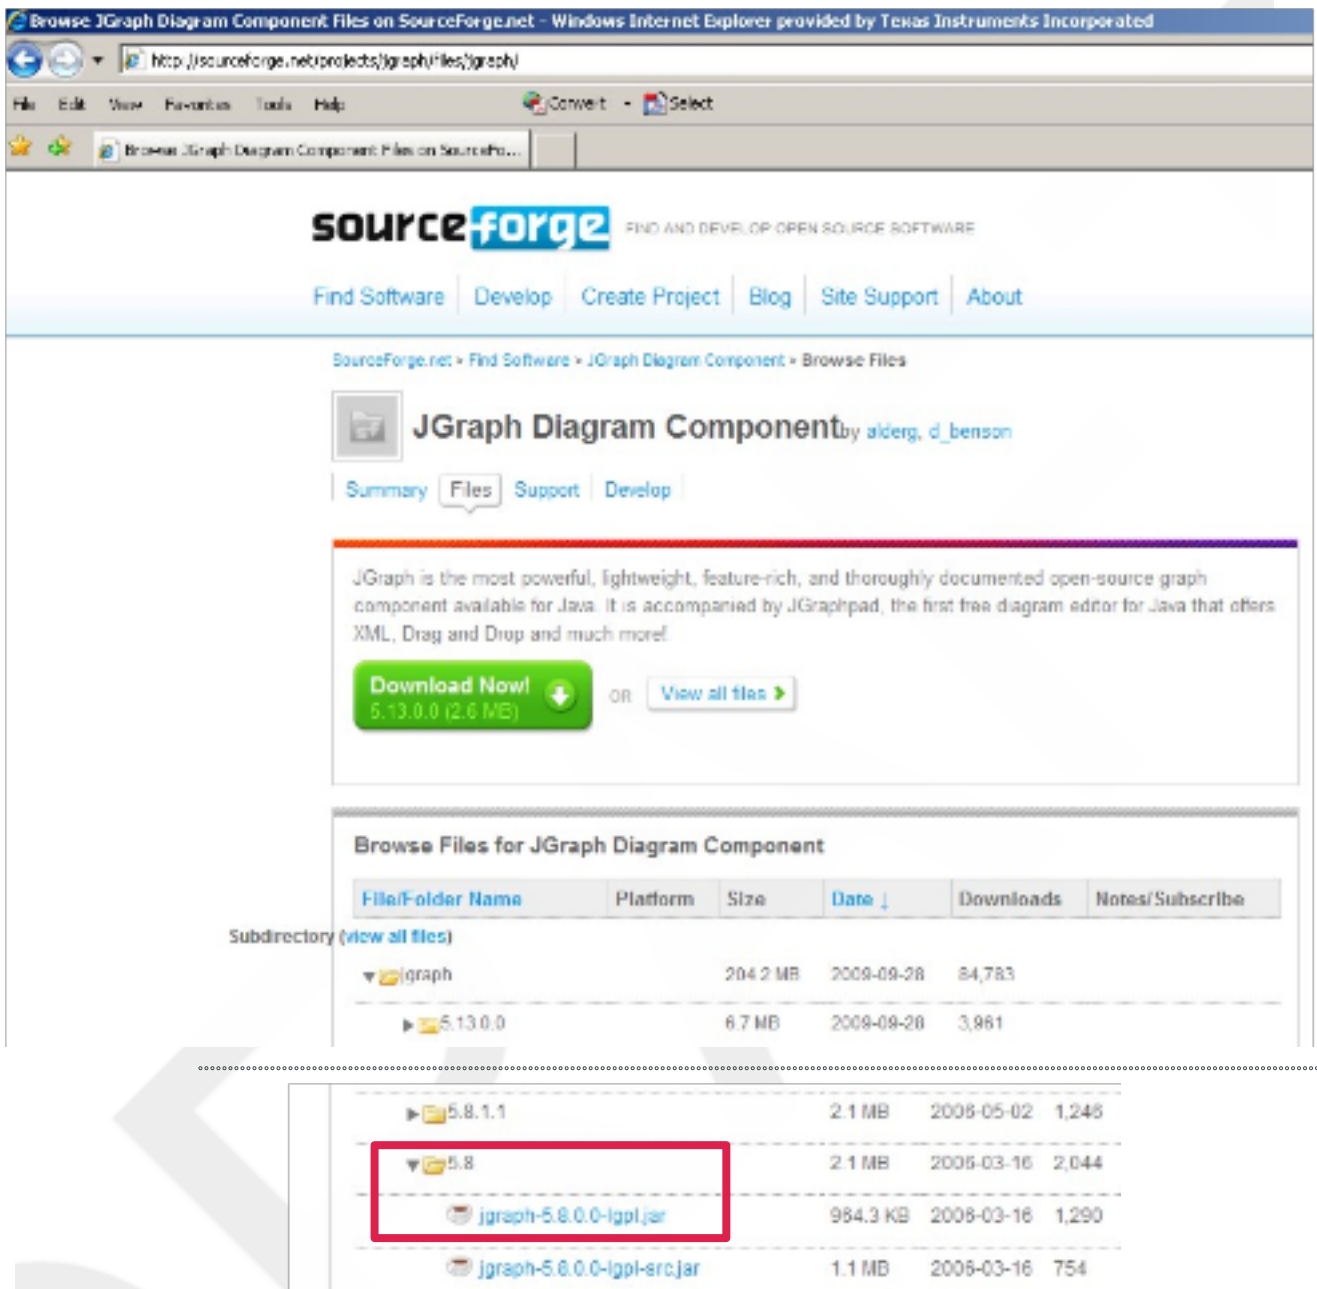 Browse JGraph Diagram Component Files on SourceForge.net - Windows Internet Explorer provided by Texas Instruments Incorporated
http://sourceforge.net/projects/jgraph/files/jgraph/
File Edit View Favorites Tools Help Convert Select
Browse JGraph Diagram Component Files on SourceFo...
sourceforge FIND AND DEVELOP OPEN SOURCE SOFTWARE
Find Software Develop Create Project Blog Site Support About
SourceForge.net > Find Software > JGraph Diagram Component > Browse Files
JGraph Diagram Component by alderg, d_benson
Summary Files Support Develop
JGraph is the most powerful, lightweight, feature-rich, and thoroughly documented open-source graph
component available for Java. It is accompanied by JGraphpad, the first free diagram editor for Java that offers
XML, Drag and Drop and much more!
Download Now! OR View all files
5.13.0.0 (2.6 MB)
Browse Files for JGraph Diagram Component
File/Folder Name Platform Size Date ↓ Downloads Notes/Subscribe
Subdirectory (view all files)
jgraph 204.2 MB 2009-09-28 84,783
5.13.0.0 6.7 MB 2009-09-28 3,961
5.8.1.1 2.1 MB 2006-05-02 1,246
5.8 2.1 MB 2006-03-16 2,044
jgraph-5.8.0.0-lgpl.jar 964.3 KB 2006-03-16 1,290
jgraph-5.8.0.0-lgpl-src.jar 1.1 MB 2006-03-16 754